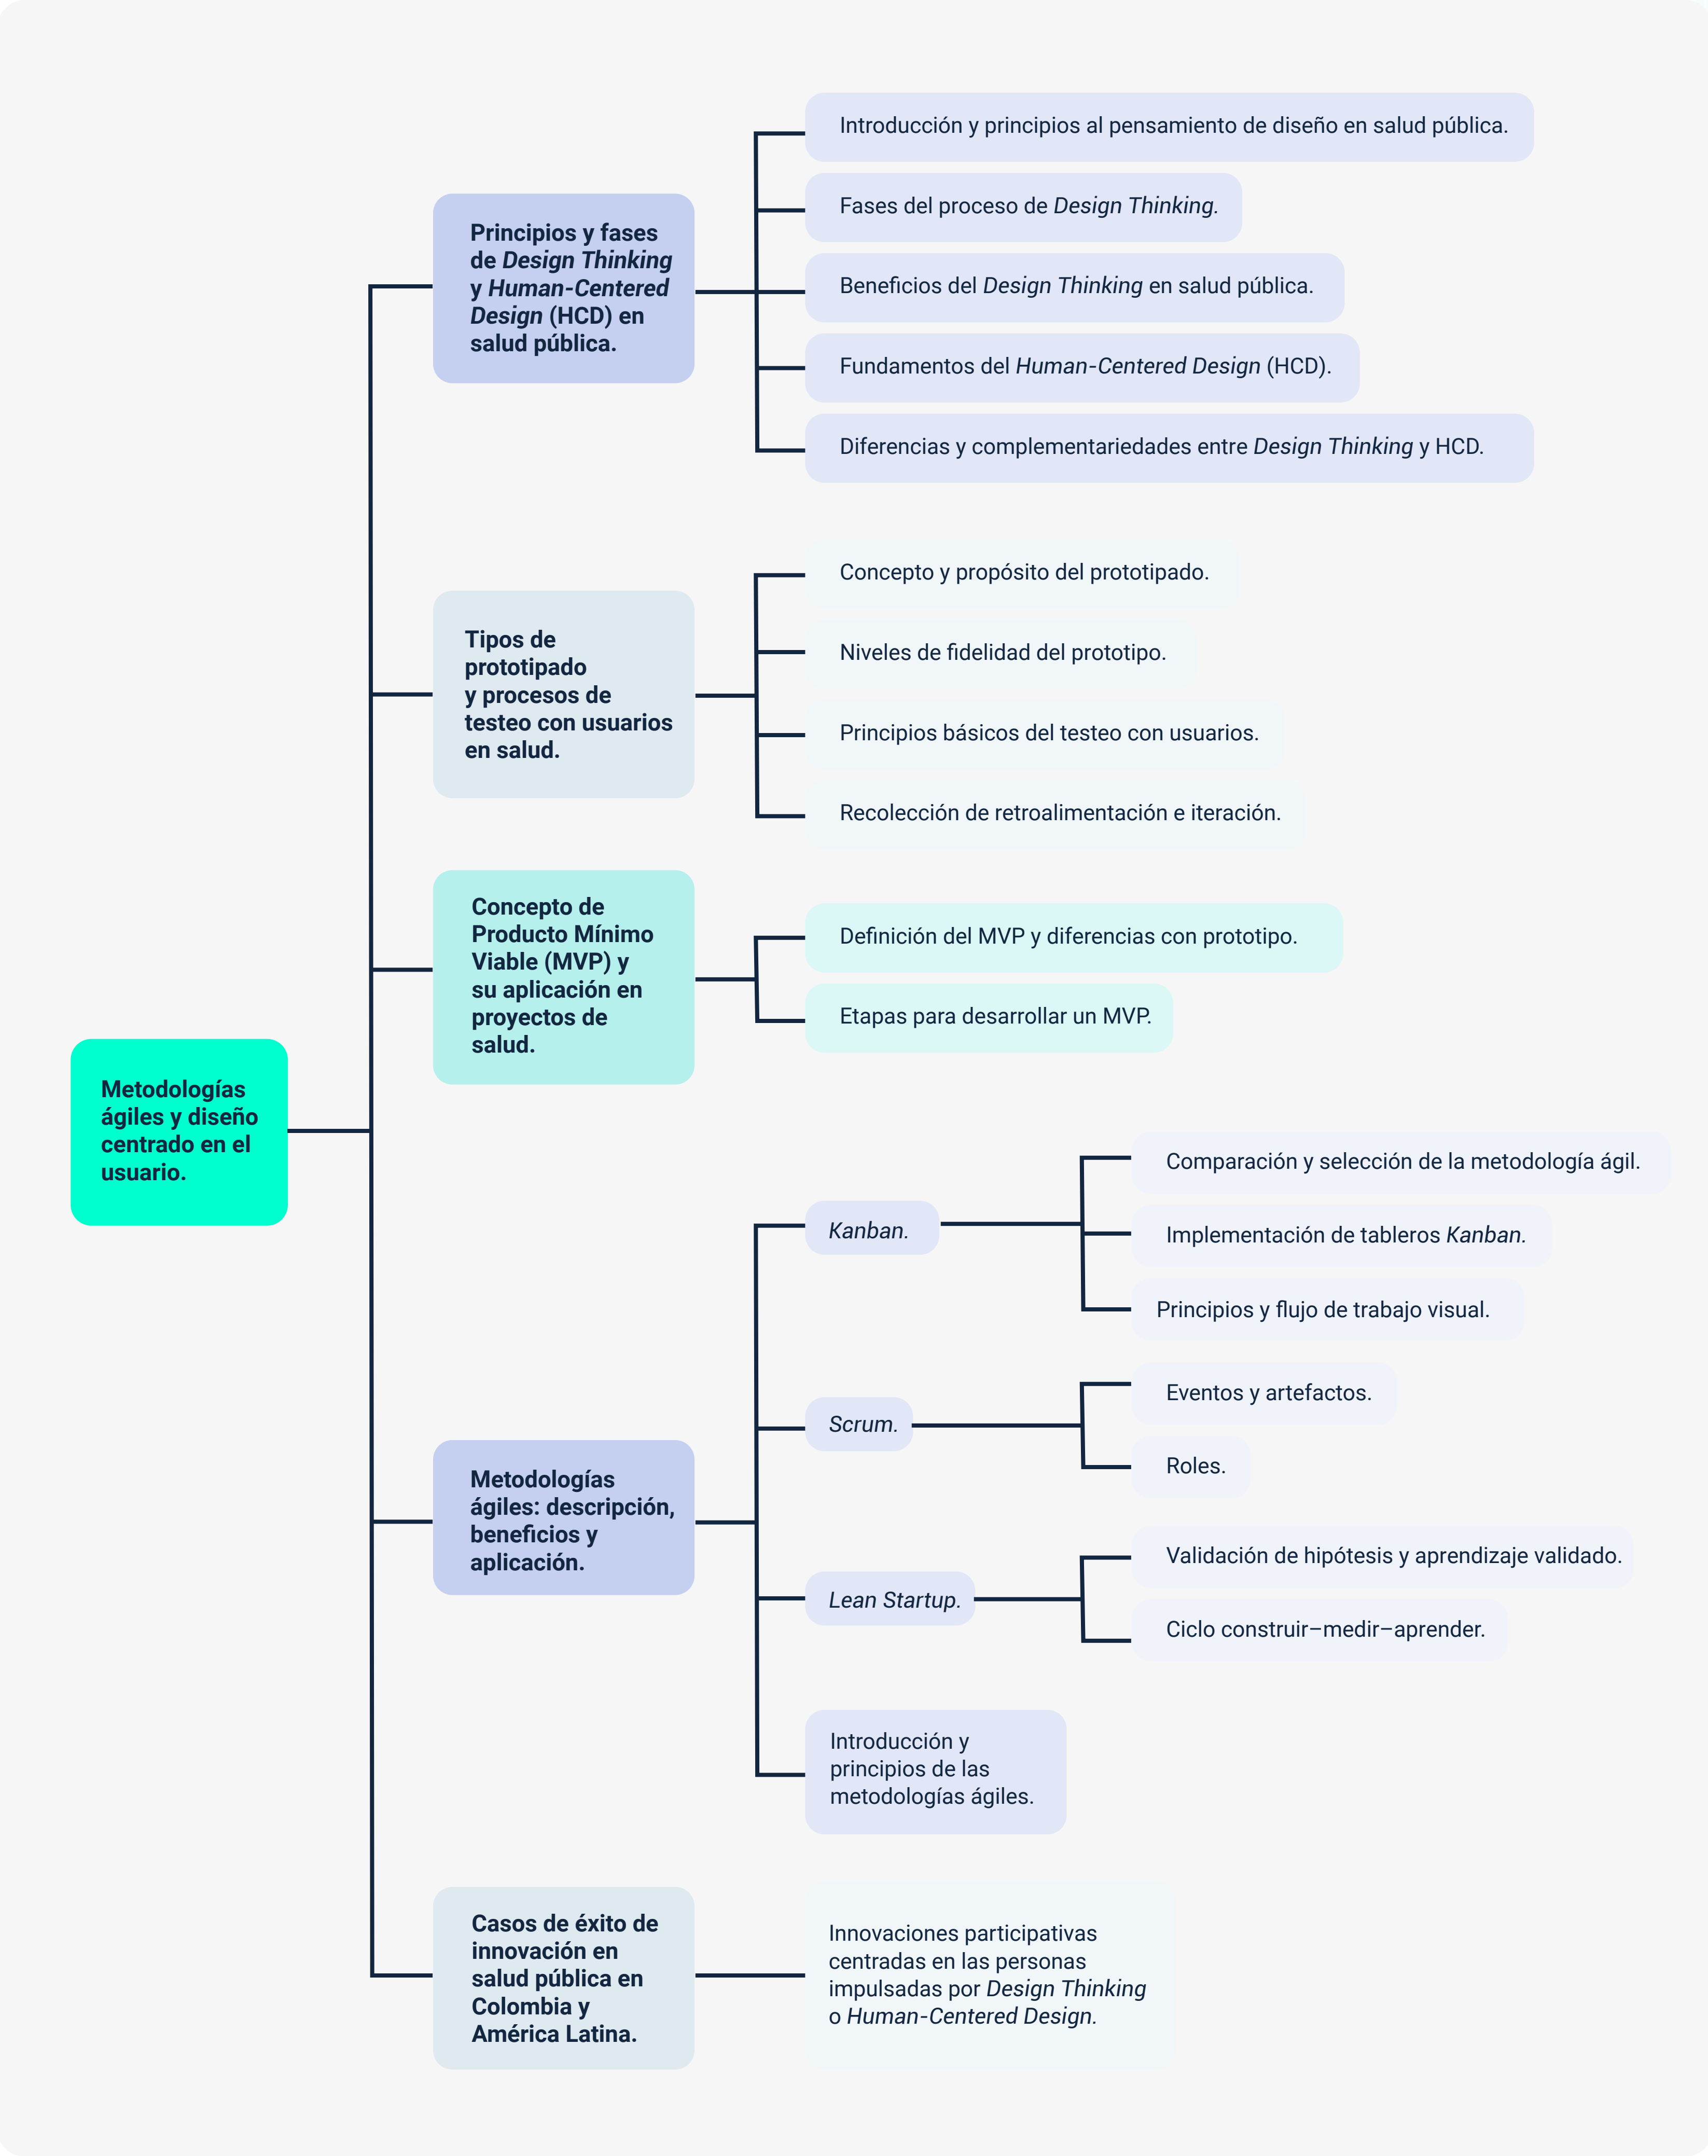 Metodologías
ágiles y diseño
centrado en el
usuario.
Principios y fases
de Design Thinking
y Human-Centered
Design (HCD) en
salud pública.
Introducción y principios al pensamiento de diseño en salud pública.
Fases del proceso de Design Thinking.
Beneficios del Design Thinking en salud pública.
Fundamentos del Human-Centered Design (HCD).
Diferencias y complementariedades entre Design Thinking y HCD.
Tipos de
prototipado
y procesos de
testeo con usuarios
en salud.
Concepto y propósito del prototipado.
Niveles de fidelidad del prototipo.
Principios básicos del testeo con usuarios.
Recolección de retroalimentación e iteración.
Concepto de
Producto Mínimo
Viable (MVP) y
su aplicación en
proyectos de
salud.
Definición del MVP y diferencias con prototipo.
Etapas para desarrollar un MVP.
Metodologías
ágiles: descripción,
beneficios y
aplicación.
Kanban.
Comparación y selección de la metodología ágil.
Implementación de tableros Kanban.
Principios y flujo de trabajo visual.
Scrum.
Eventos y artefactos.
Roles.
Lean Startup.
Validación de hipótesis y aprendizaje validado.
Ciclo construir–medir–aprender.
Introducción y
principios de las
metodologías ágiles.
Casos de éxito de
innovación en
salud pública en
Colombia y
América Latina.
Innovaciones participativas
centradas en las personas
impulsadas por Design Thinking
o Human-Centered Design.